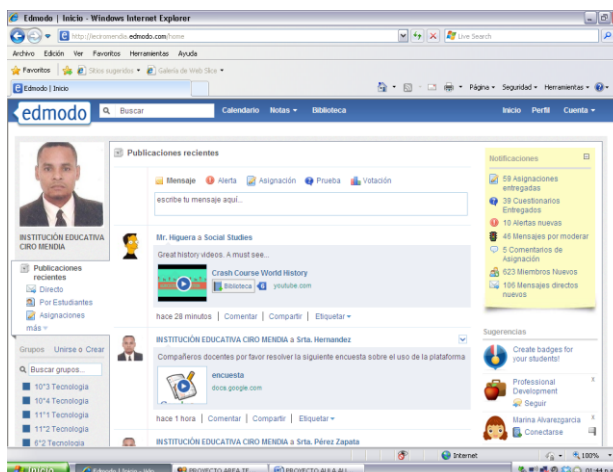 Edmodo | Inicio - Windows Internet Explorer
http://iecromendia.edmodo.com/home
Live Search
Archivo Edición Ver Favoritos Herramientas Ayuda
Favoritos Sitios sugeridos Galería de Web Slice
Edmodo | Inicio
Página Seguridad Herramientas
edmodo
Buscar
Calendario Notas Biblioteca
Inicio Perfil Cuenta
INSTITUCIÓN EDUCATIVA
CIRO MENDIA
Publicaciones
recientes
Directo
Por Estudiantes
Asignaciones
más
Grupos Unirse o Crear
Buscar grupos...
10°3 Tecnologia
10°4 Tecnologia
11°1 Tecnologia
11°2 Tecnologia
6°2 Tecnologia
Publicaciones recientes
Mensaje Alerta Asignación Prueba Votación
escribe tu mensaje aquí...
Mr. Higuera a Social Studies
Great history videos. A must see...
Crash Course World History
Biblioteca 6 youtube.com
hace 28 minutos | Comentar | Compartir | Etiquetar
INSTITUCIÓN EDUCATIVA CIRO MENDIA a Srta. Hernandez
Compañeros docentes por favor resolver la siguiente encuesta sobre el uso de la plataforma
encuesta
docs.google.com
hace 1 hora | Comentar | Compartir | Etiquetar
INSTITUCIÓN EDUCATIVA CIRO MENDIA a Srta. Pérez Zapata
Notificaciones
59 Asignaciones
entregadas
39 Cuestionarios
Entregados
10 Alertas nuevas
46 Mensajes por moderar
5 Comentarios de
Asignación
623 Miembros Nuevos
106 Mensajes directos
nuevos
Sugerencias
Create badges for
your students!
Professional
Development
Seguir
Marina Alvarezgarcia
Conectarse
Internet
100%
Inicio
Edmodo | Inicio - Win...
PROYECTO AREA TE...
PROYECTO AULA AU...